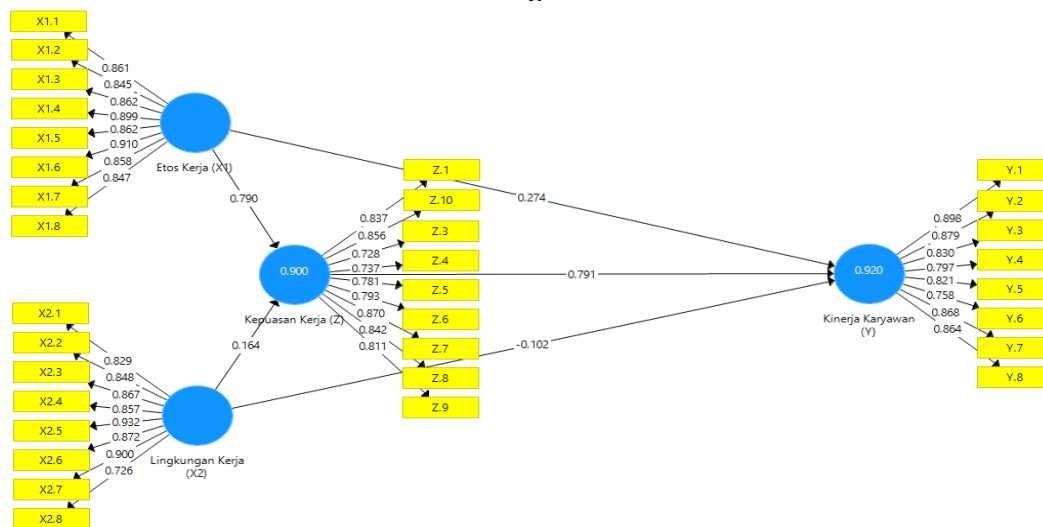 X1.1
X1.2
X1.3
X1.4
X1.5
X1.6
X1.7
X1.8
0.861
0.845
0.862
0.899
0.862
0.910
0.858
0.847
Etos Kerja (X1)
0.790
0.274
Z.1
Z.10
Z.3
Z.4
Z.5
Z.6
Z.7
Z.8
Z.9
0.837
0.856
0.728
0.737
0.781
0.793
0.870
0.842
0.811
0.900
Kepuasan Kerja (Z)
0.791
0.164
-0.102
X2.1
X2.2
X2.3
X2.4
X2.5
X2.6
X2.7
X2.8
0.829
0.848
0.867
0.857
0.932
0.872
0.900
0.726
Lingkungan Kerja
(X2)
0.920
Kinerja Karyawan
(Y)
0.898
0.879
0.830
0.797
0.821
0.758
0.868
0.864
Y.1
Y.2
Y.3
Y.4
Y.5
Y.6
Y.7
Y.8